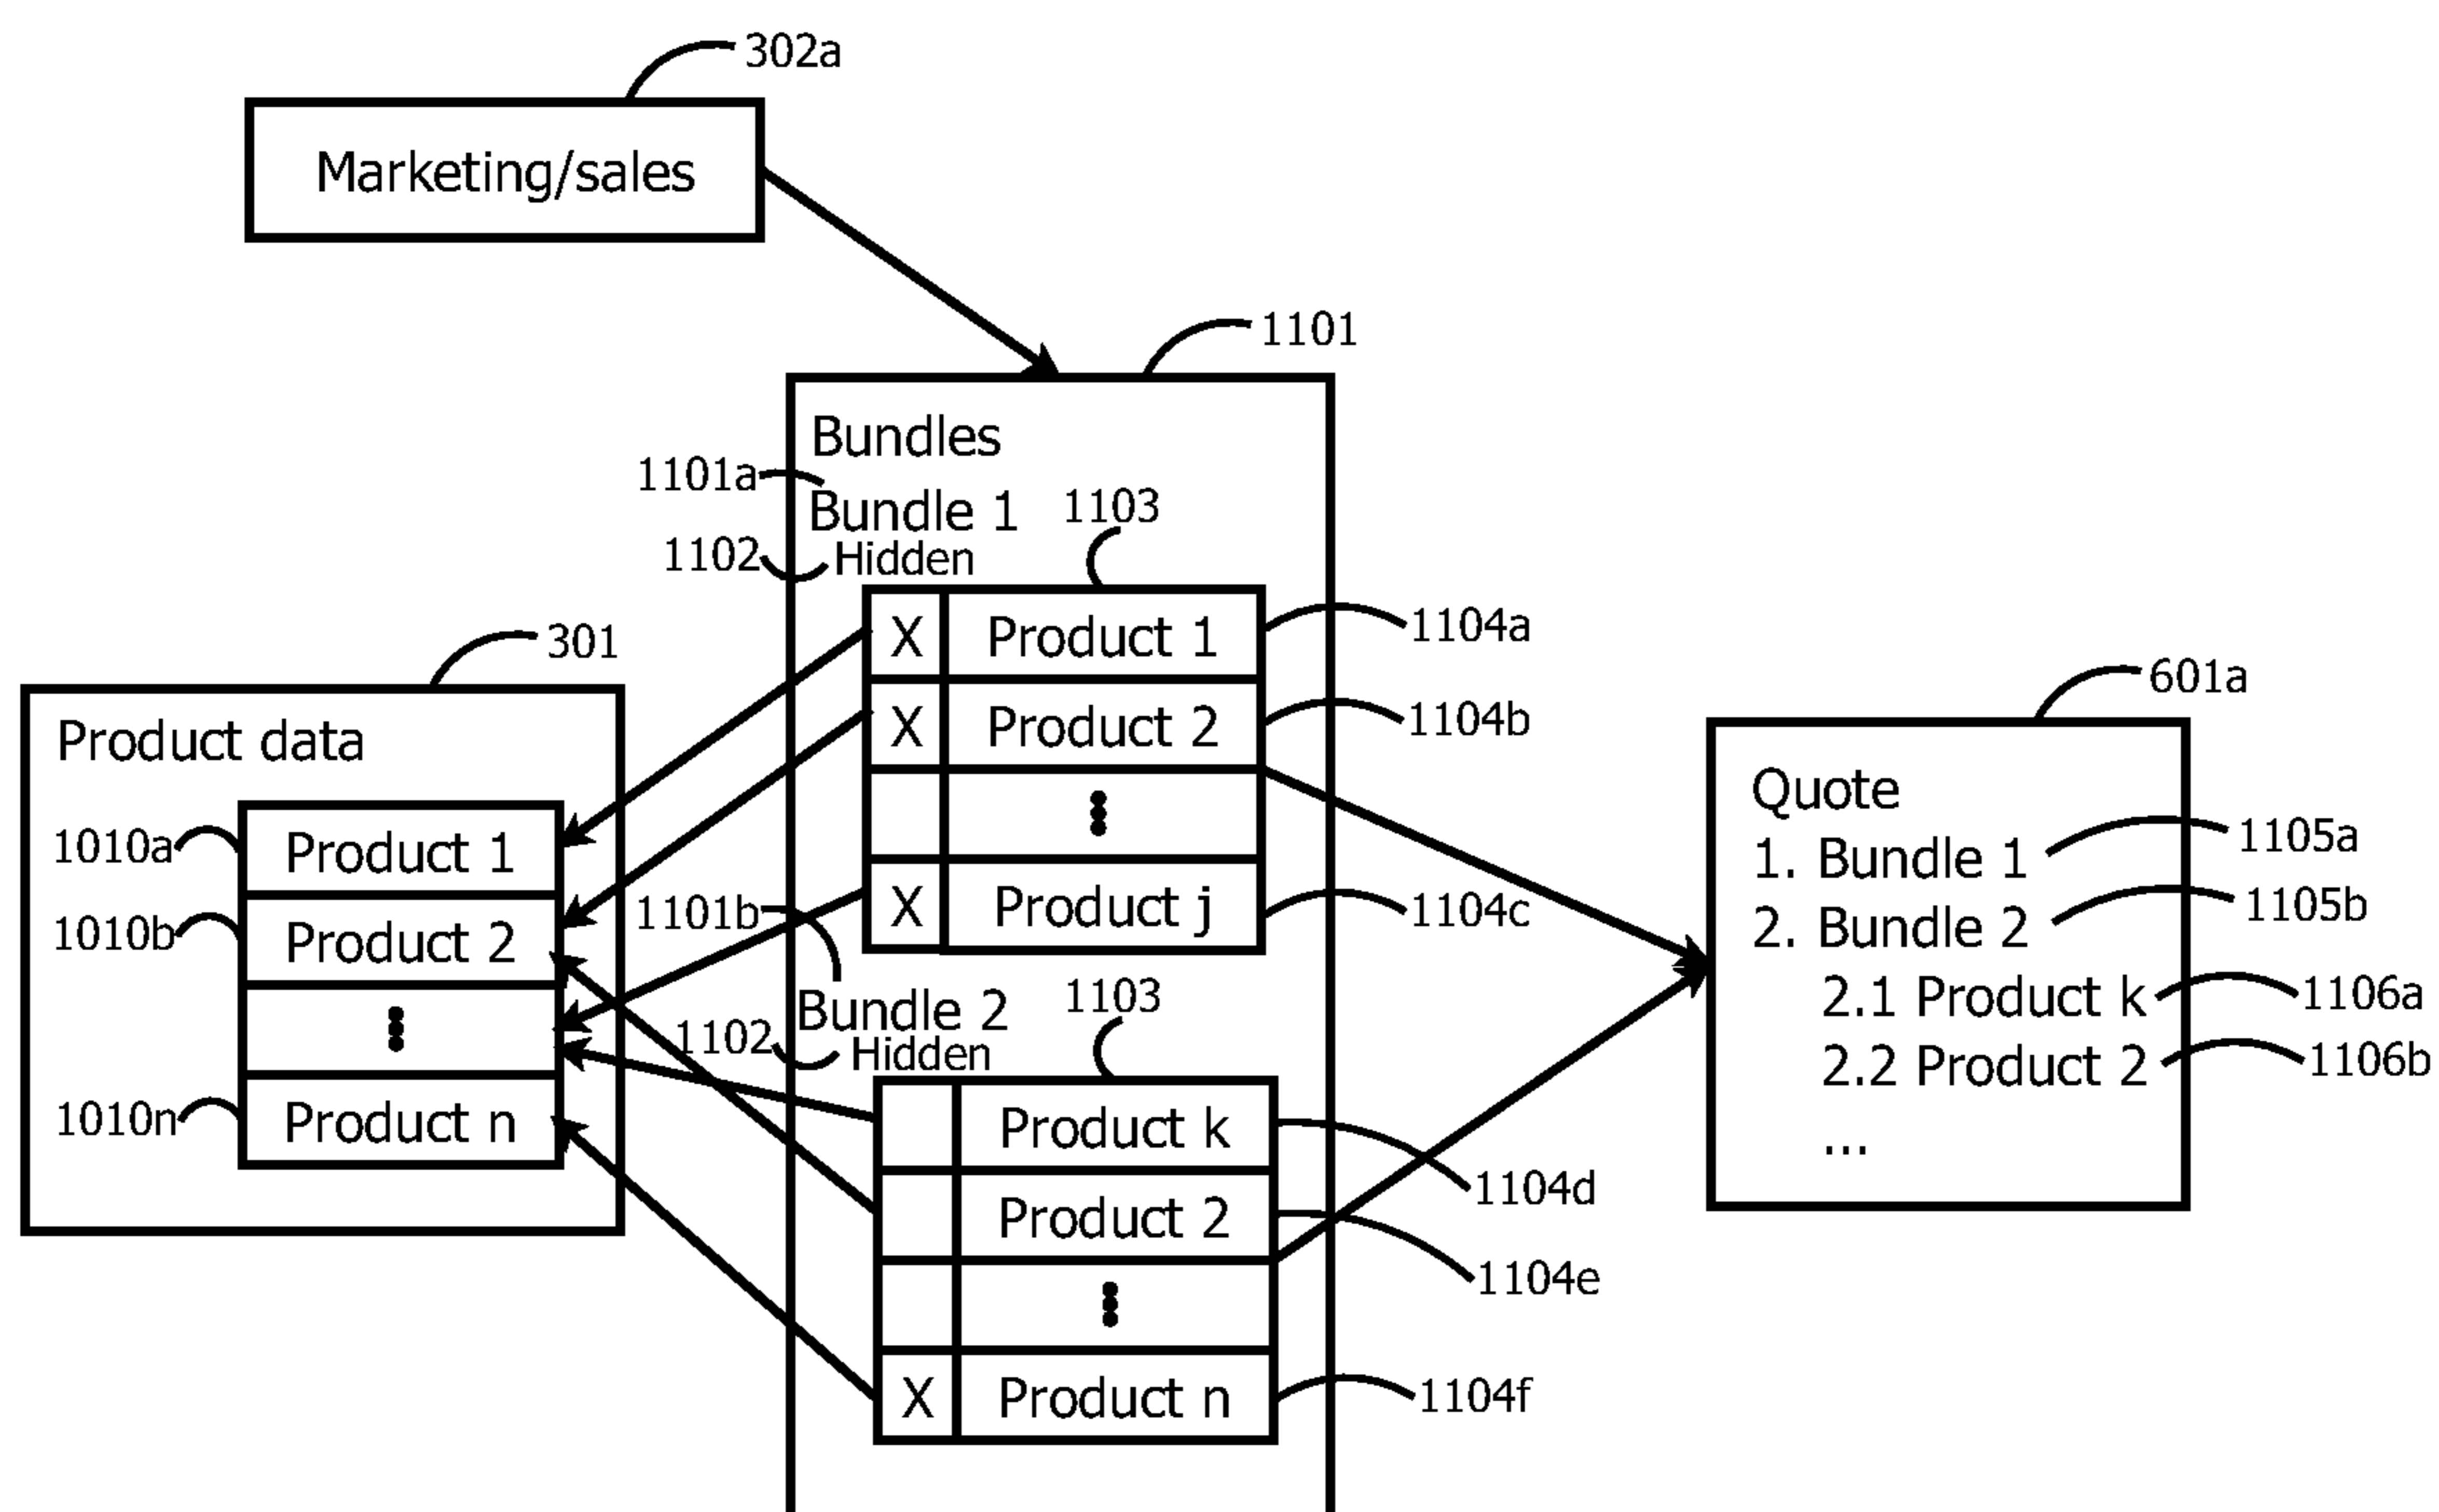 302a
Marketing/sales
1101
Bundles
1101a
Bundle 1
1103
1102
Hidden
X Product 1
1104a
X Product 2
1104b
X Product j
1104c
1101b
Bundle 2
1103
1102
Hidden
Product k
1104d
Product 2
1104e
X Product n
1104f
301
Product data
1010a
Product 1
1010b
Product 2
1010n
Product n
601a
Quote
1. Bundle 1
1105a
2. Bundle 2
1105b
2.1 Product k
1106a
2.2 Product 2
1106b
...